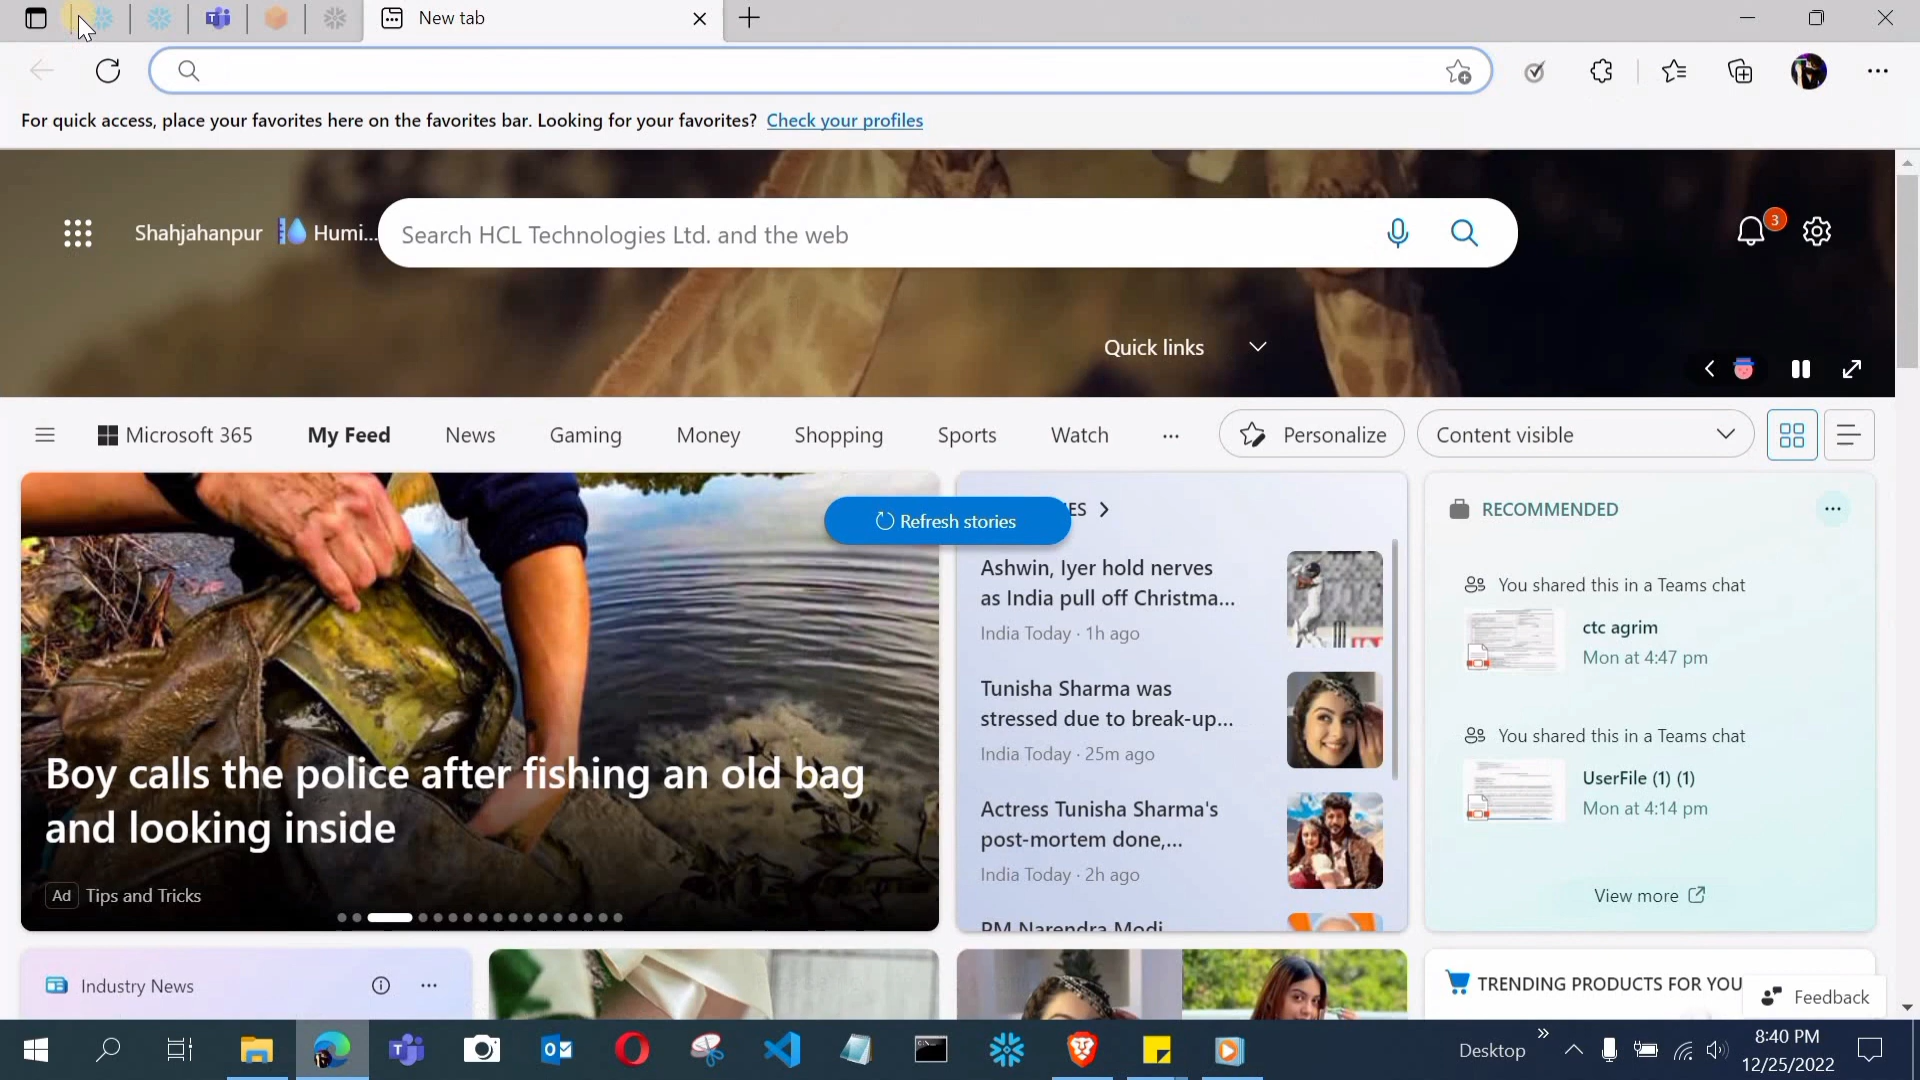 New tab
For quick access, place your favorites here on the favorites bar. Looking for your favorites? Check your profiles
Shahjahanpur Humi...
Search HCL Technologies Ltd. and the web
3
Quick links
Microsoft 365 My Feed News Gaming Money Shopping Sports Watch ... Personalize Content visible
Refresh stories
ES
RECOMMENDED
Ashwin, Iyer hold nerves
as India pull off Christma...
India Today · 1h ago
Tunisha Sharma was
stressed due to break-up...
India Today · 25m ago
Actress Tunisha Sharma's
post-mortem done,...
India Today · 2h ago
PM Narendra Modi
You shared this in a Teams chat
ctc agrim
Mon at 4:47 pm
You shared this in a Teams chat
UserFile (1) (1)
Mon at 4:14 pm
View more
Boy calls the police after fishing an old bag
and looking inside
Ad Tips and Tricks
Industry News
TRENDING PRODUCTS FOR YOU
Feedback
Desktop
8:40 PM
12/25/2022